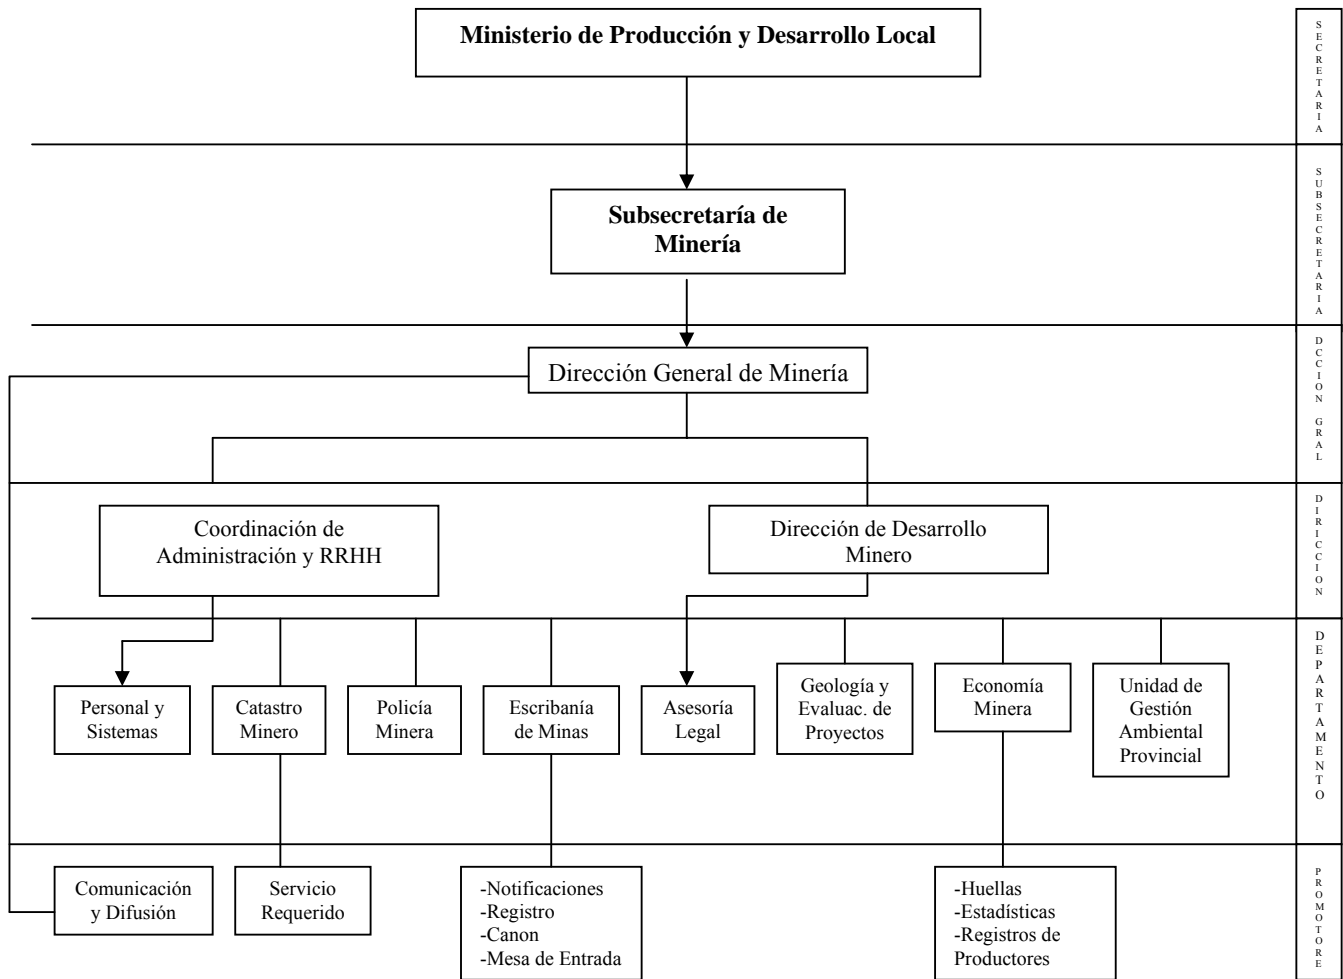 Ministerio de Producción y Desarrollo Local
SECRETARIA
Subsecretaría de
Minería
SUBSECRETARIA
Dirección General de Minería
DCCION GRAL
Coordinación de
Administración y RRHH
Dirección de Desarrollo
Minero
DIRICCION
Personal y
Sistemas
Catastro
Minero
Policía
Minera
Escribanía
de Minas
Asesoría
Legal
Geología y
Evaluac. de
Proyectos
Economía
Minera
Unidad de
Gestión
Ambiental
Provincial
DEPARTAMENTO
Comunicación
y Difusión
Servicio
Requerido
-Notificaciones
-Registro
-Canon
-Mesa de Entrada
-Huellas
-Estadísticas
-Registros de
Productores
PROMOTORE